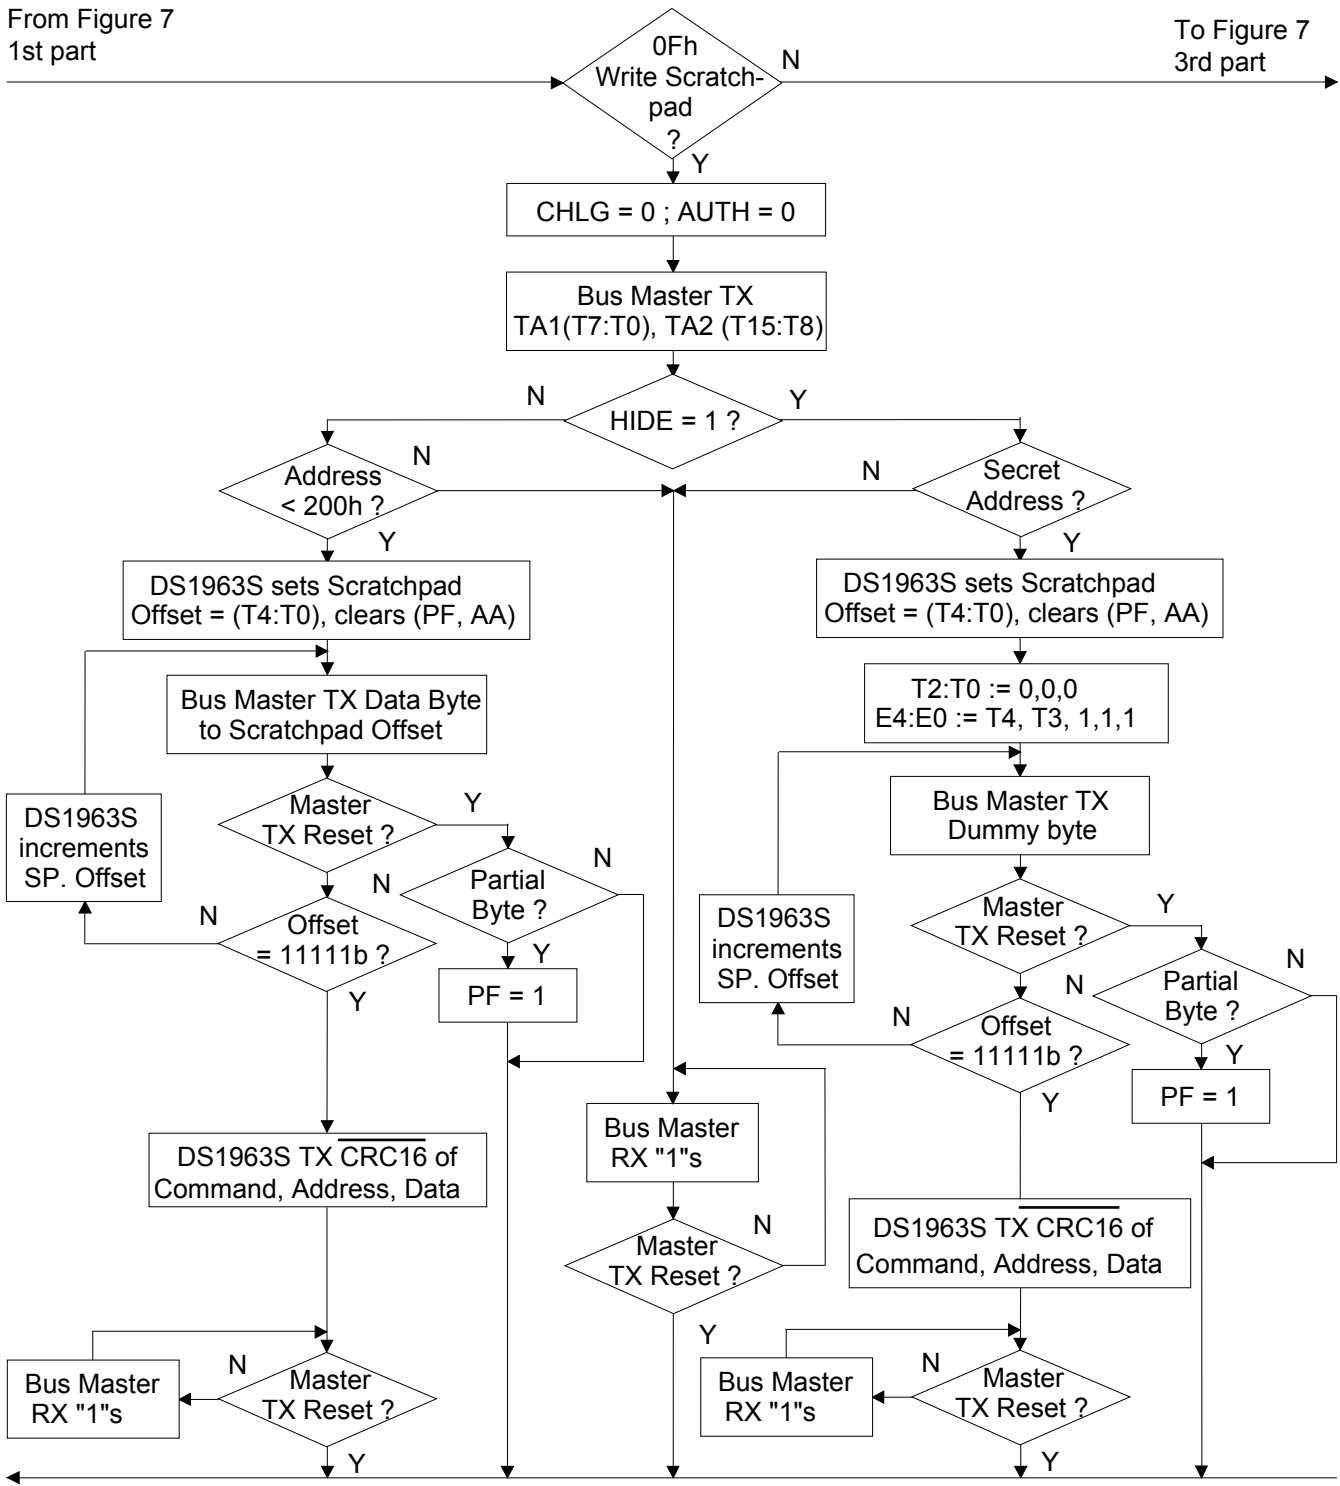 From Figure 7
1st part
0Fh
Write Scratch-
pad
?
N
To Figure 7
3rd part
Y
CHLG = 0 ; AUTH = 0
Bus Master TX
TA1(T7:T0), TA2 (T15:T8)
N
HIDE = 1 ?
Y
Address
< 200h ?
N
Y
N
Secret
Address ?
Y
DS1963S sets Scratchpad
Offset = (T4:T0), clears (PF, AA)
DS1963S sets Scratchpad
Offset = (T4:T0), clears (PF, AA)
Bus Master TX Data Byte
to Scratchpad Offset
T2:T0 := 0,0,0
E4:E0 := T4, T3, 1,1,1
DS1963S
increments
SP. Offset
Master
TX Reset ?
Y
N
Partial
Byte ?
N
Y
PF = 1
N
Offset
= 11111b ?
Y
Bus Master TX
Dummy byte
DS1963S
increments
SP. Offset
Master
TX Reset ?
Y
N
Partial
Byte ?
N
Y
PF = 1
N
Offset
= 11111b ?
Y
DS1963S TX CRC16 of
Command, Address, Data
Bus Master
RX "1"s
Master
TX Reset ?
N
Y
DS1963S TX CRC16 of
Command, Address, Data
Bus Master
RX "1"s
N
Master
TX Reset ?
Y
Bus Master
RX "1"s
N
Master
TX Reset ?
Y